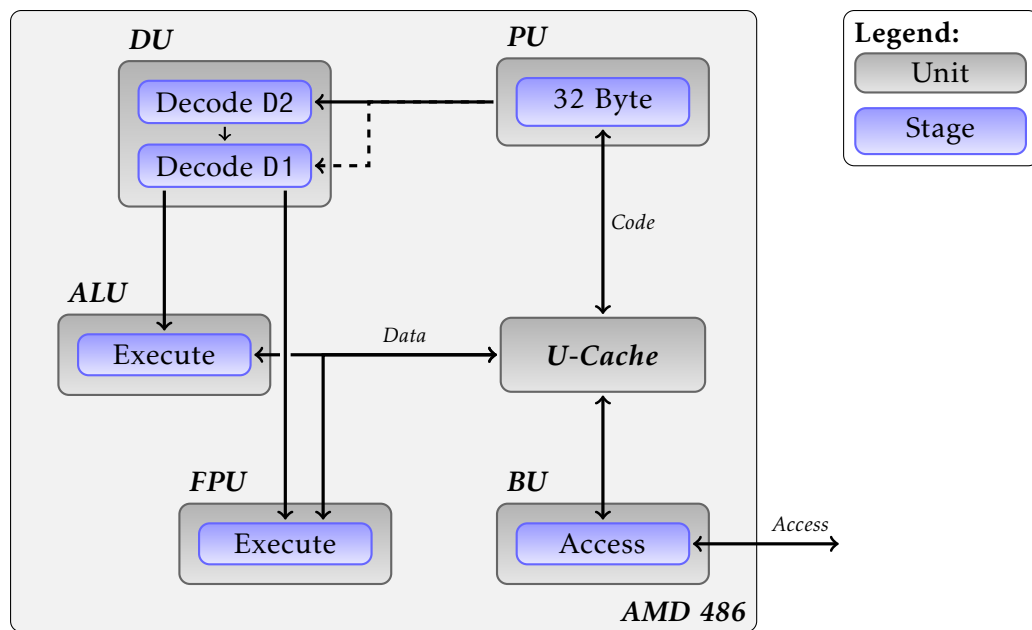 DU
PU
Legend:
Unit
Stage
Decode D2
32 Byte
Decode D1
Code
ALU
Execute
Data
U-Cache
FPU
BU
Execute
Access
Access
AMD 486